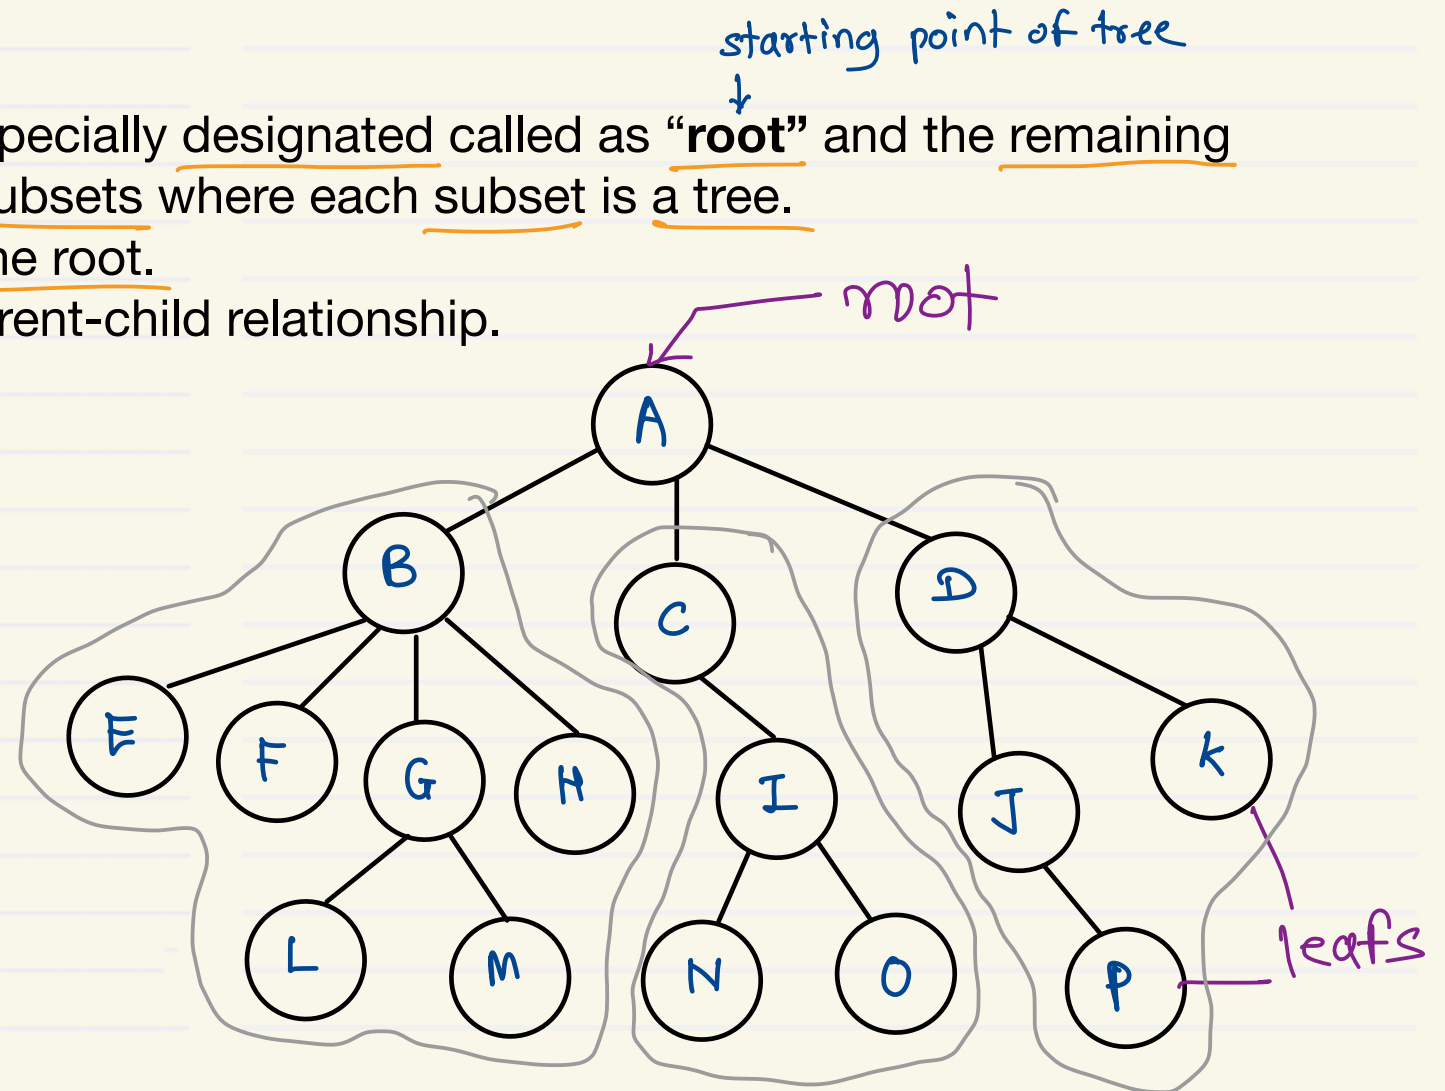 starting point of tree
↓
pecially designated called as “root” and the remaining
ubsets where each subset is a tree.
ne root.
rent-child relationship.
root
A
B
C
D
E
F
G
H
I
J
K
L
M
N
O
P
leafs